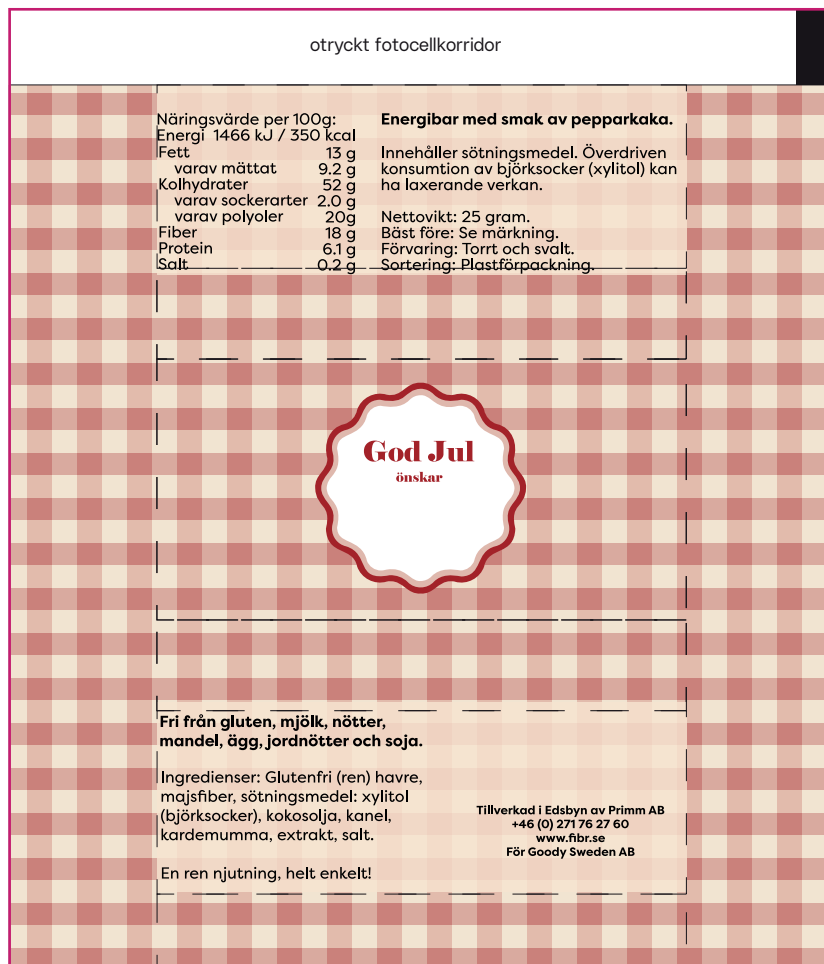 otryckt fotocellkorridor
Näringsvärde per 100g:
Energi 1466 kJ / 350 kcal
Fett 13 g
varav mättat 9.2 g
Kolhydrater 52 g
varav sockerarter 2.0 g
varav polyoler 20g
Fiber 18 g
Protein 6.1 g
Salt 0.2 g
Energibar med smak av pepparkaka.
Innehåller sötningsmedel. Överdriven
konsumtion av björksocker (xylitol) kan
ha laxerande verkan.
Nettovikt: 25 gram.
Bäst före: Se märkning.
Förvaring: Torrt och svalt.
Sortering: Plastförpackning.
God Jul
önskar
Fri från gluten, mjölk, nötter,
mandel, ägg, jordnötter och soja.
Ingredienser: Glutenfri (ren) havre,
majsfiber, sötningsmedel: xylitol
(björksocker), kokosolja, kanel,
kardemumma, extrakt, salt.
En ren njutning, helt enkelt!
Tillverkad i Edsbyn av Primm AB
+46 (0) 271 76 27 60
www.fibr.se
För Goody Sweden AB